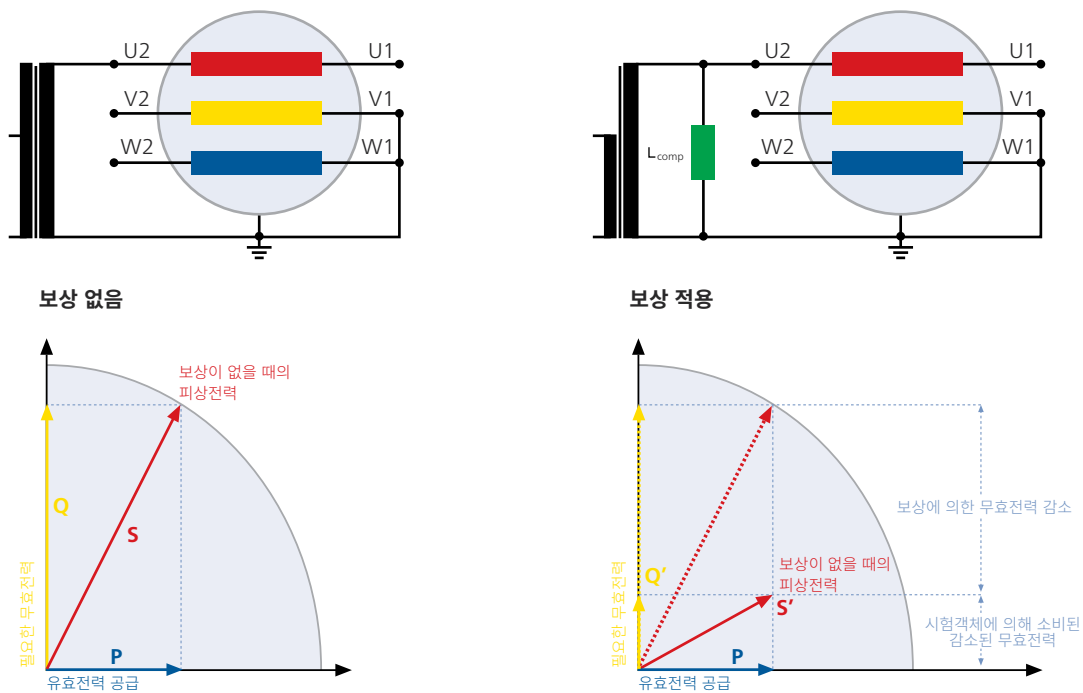 U2
U1
V2
V1
W2
W1
U2
U1
V2
V1
Lcomp
W2
W1
보상 없음
보상이 없을 때의
피상전력
Q
S
필요한 무효전력
P
유효전력 공급
보상 적용
보상에 의한 무효전력 감소
보상이 없을 때의
피상전력
Q’
S’
시험객체에 의해 소비된
감소된 무효전력
필요한 무효전력
P
유효전력 공급